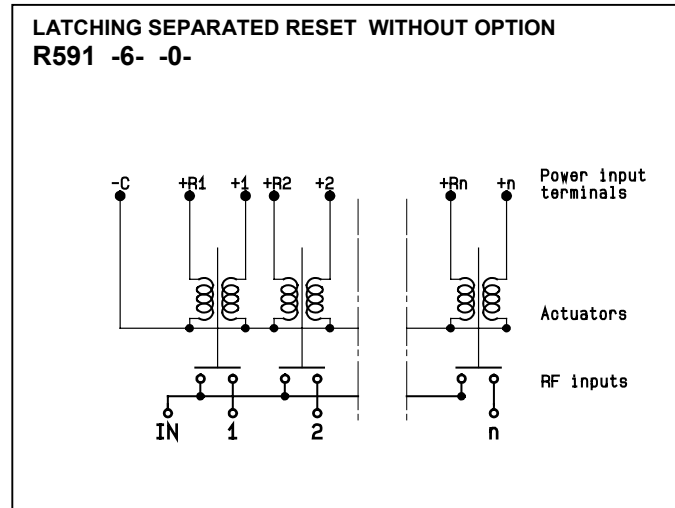 LATCHING SEPARATED RESET WITHOUT OPTION
R591 -6- -0-
-C +R1 +1 +R2 +2 +Rn +n Power input
terminals
Actuators
RF inputs
IN 1 2 n